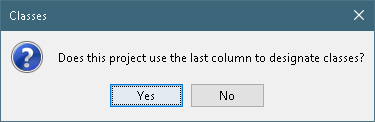 Classes
Does this project use the last column to designate classes?
Yes
No